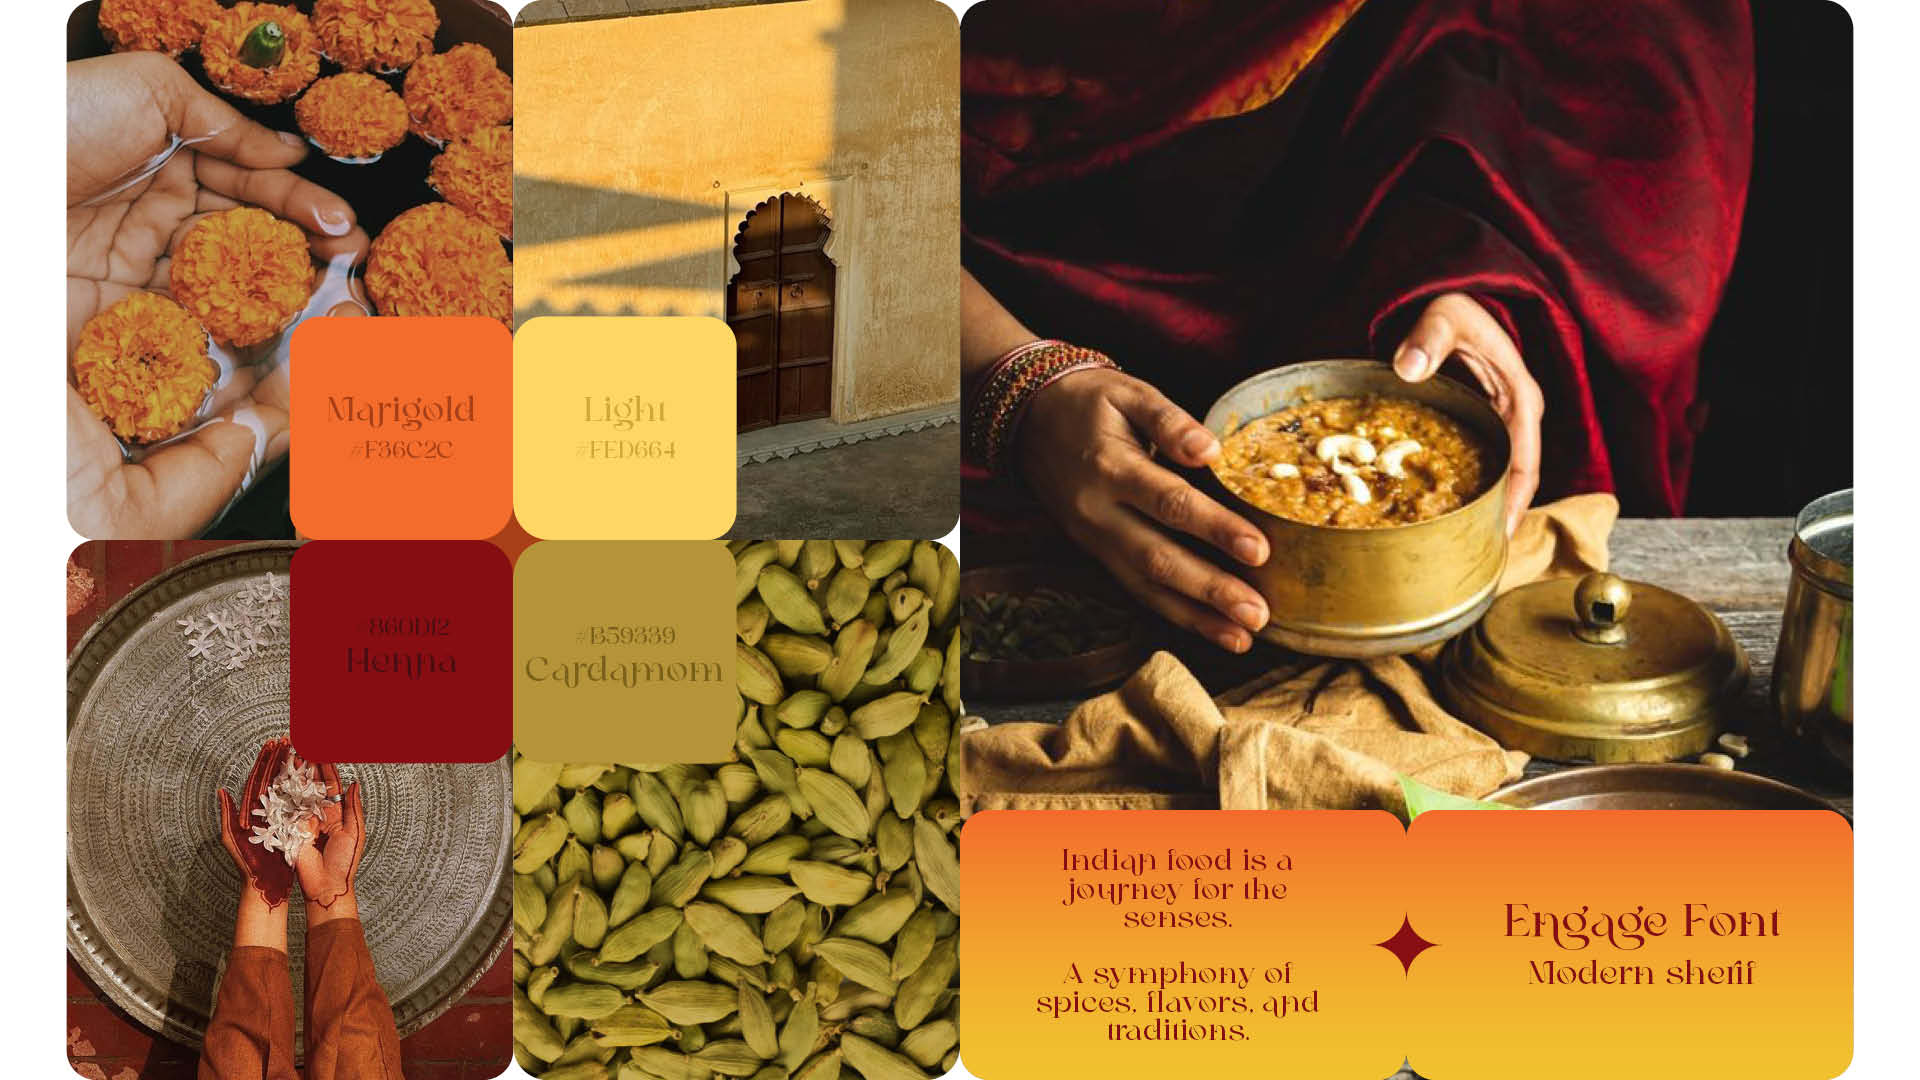 Marigold
#F36C2C
Light
#FED664
#860D12
Henna
#B59339
Cardamom
Indian food is a
journey for the
senses.
A symphony of
spices, flavors, and
traditions.
Engage Font
Modern sherif